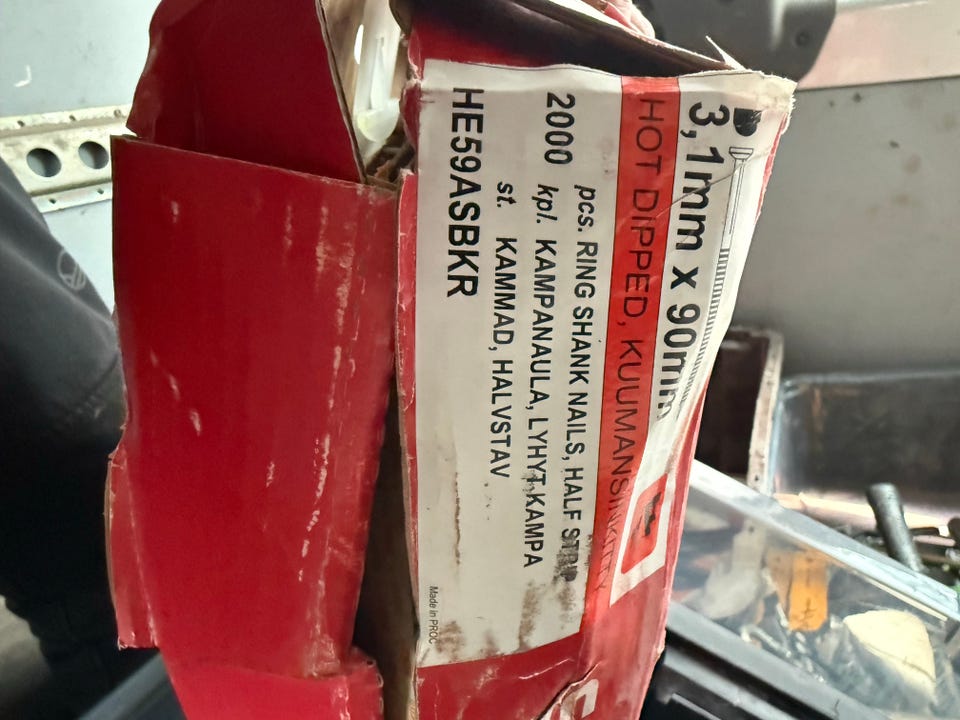 3,1mm x 90mm
HOT DIPPED, KUUMANSINKITTY
2000 pcs. RING SHANK NAILS, HALF STRIP
kpl. KAMPANAULA, LYHYT KAMPA
st. KAMMAD, HALVSTAV
HE59ASBKR
Made in PROC